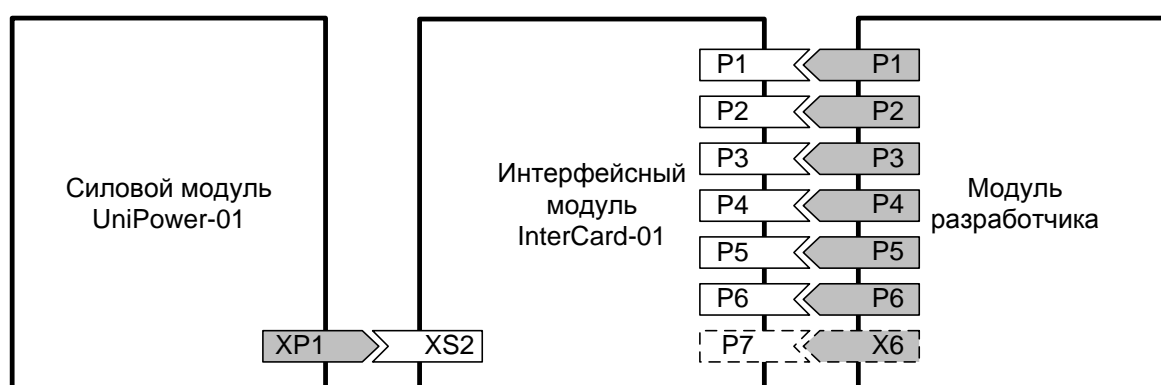 P1 P1
P2 P2
P3 P3
Силовой модуль
UniPower-01
Интерфейсный
модуль
InterCard-01
P4 P4
Модуль
разработчика
P5 P5
P6 P6
XP1 XS2
P7 X6